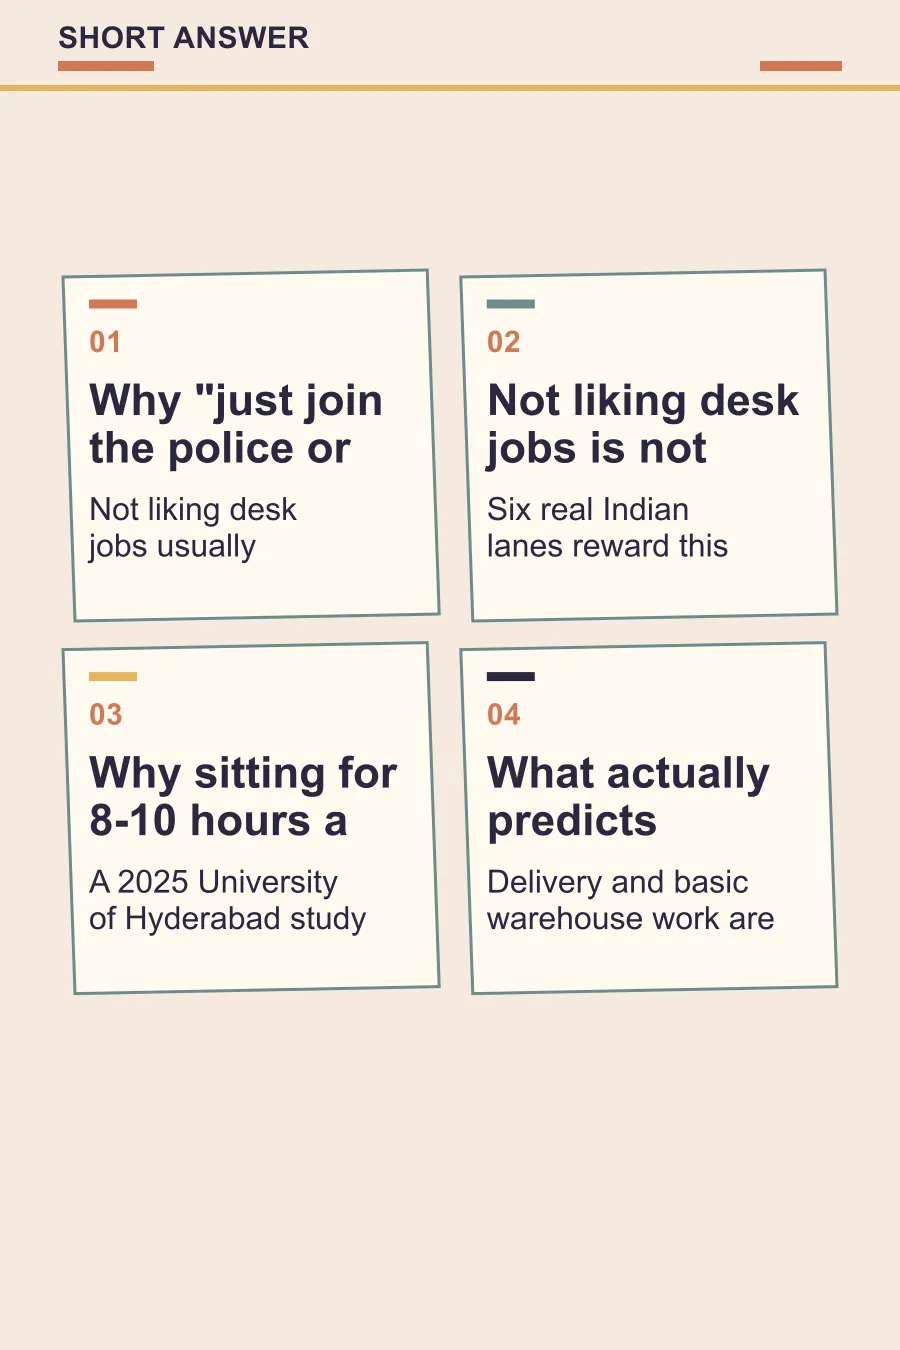 SHORT ANSWER
01
Why "just join
the police or
Not liking desk
jobs usually
02
Not liking desk
jobs is not
Six real Indian
lanes reward this
03
Why sitting for
8-10 hours a
A 2025 University
of Hyderabad study
04
What actually
predicts
Delivery and basic
warehouse work are